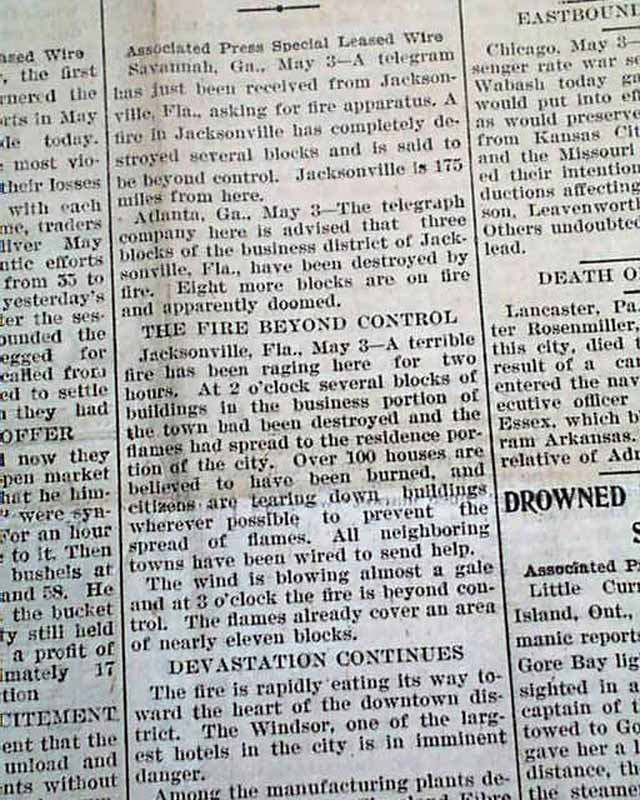 ased Wire
, the first
rnered the
orts in May
de today.
most vio-
their losses
with each
me, traders
liver May
ntic efforts
from 35 to
yesterday's
ter the ses-
ounded the
egged for
called from
ed to settle
n they had
OFFER
l now they
pen market
hat he him-
" were syn-
For an hour
e to it. Then
bushels at
and 58. He
the bucket
ty still held
a profit of
imately 17
tion
CITEMENT
ent that the
unload and
nts without
Associated Press Special Leased Wire
Savannah, Ga., May 3—A telegram
has just been received from Jackson-
ville, Fla., asking for fire apparatus. A
fire in Jacksonville has completely de-
stroyed several blocks and is said to
be beyond control. Jacksonville is 175
miles from here.
Atlanta, Ga., May 3—The telegraph
company here is advised that three
blocks of the business district of Jack-
sonville, Fla., have been destroyed by
fire. Eight more blocks are on fire
and apparently doomed.
THE FIRE BEYOND CONTROL
Jacksonville, Fla., May 3—A terrible
fire has been raging here for two
hours. At 2 o'clock several blocks of
buildings in the business portion of
the town had been destroyed and the
flames had spread to the residence por-
tion of the city. Over 100 houses are
believed to have been burned, and
citizens are tearing down buildings
wherever possible to prevent the
spread of flames. All neighboring
towns have been wired to send help.
The wind is blowing almost a gale
and at 3 o'clock the fire is beyond con-
trol. The flames already cover an area
of nearly eleven blocks.
DEVASTATION CONTINUES
The fire is rapidly eating its way to-
ward the heart of the downtown dis-
trict. The Windsor, one of the larg-
est hotels in the city is in imminent
danger.
Among the manufacturing plants de-
Fibre
EASTBOUN
Chicago, May 3—
senger rate war se
Wabash today ga
would put into eff
as would preserve
from Kansas Ci
and the Missouri
ed their intention
ductions affecting
son, Leavenworth
Others undoubted
lead.
DEATH O
Lancaster, Pa.
ter Rosenmiller,
this city, died t
result of a car
entered the nav
ecutive officer
Essex, which b
ram Arkansas.
relative of Adn
DROWNED
S
Associated P
Little Curr
Island, Ont.,
manic reports
Gore Bay ligh
sighted in a
captain of t
towed to Go
gave her a l
distance, th
the steame